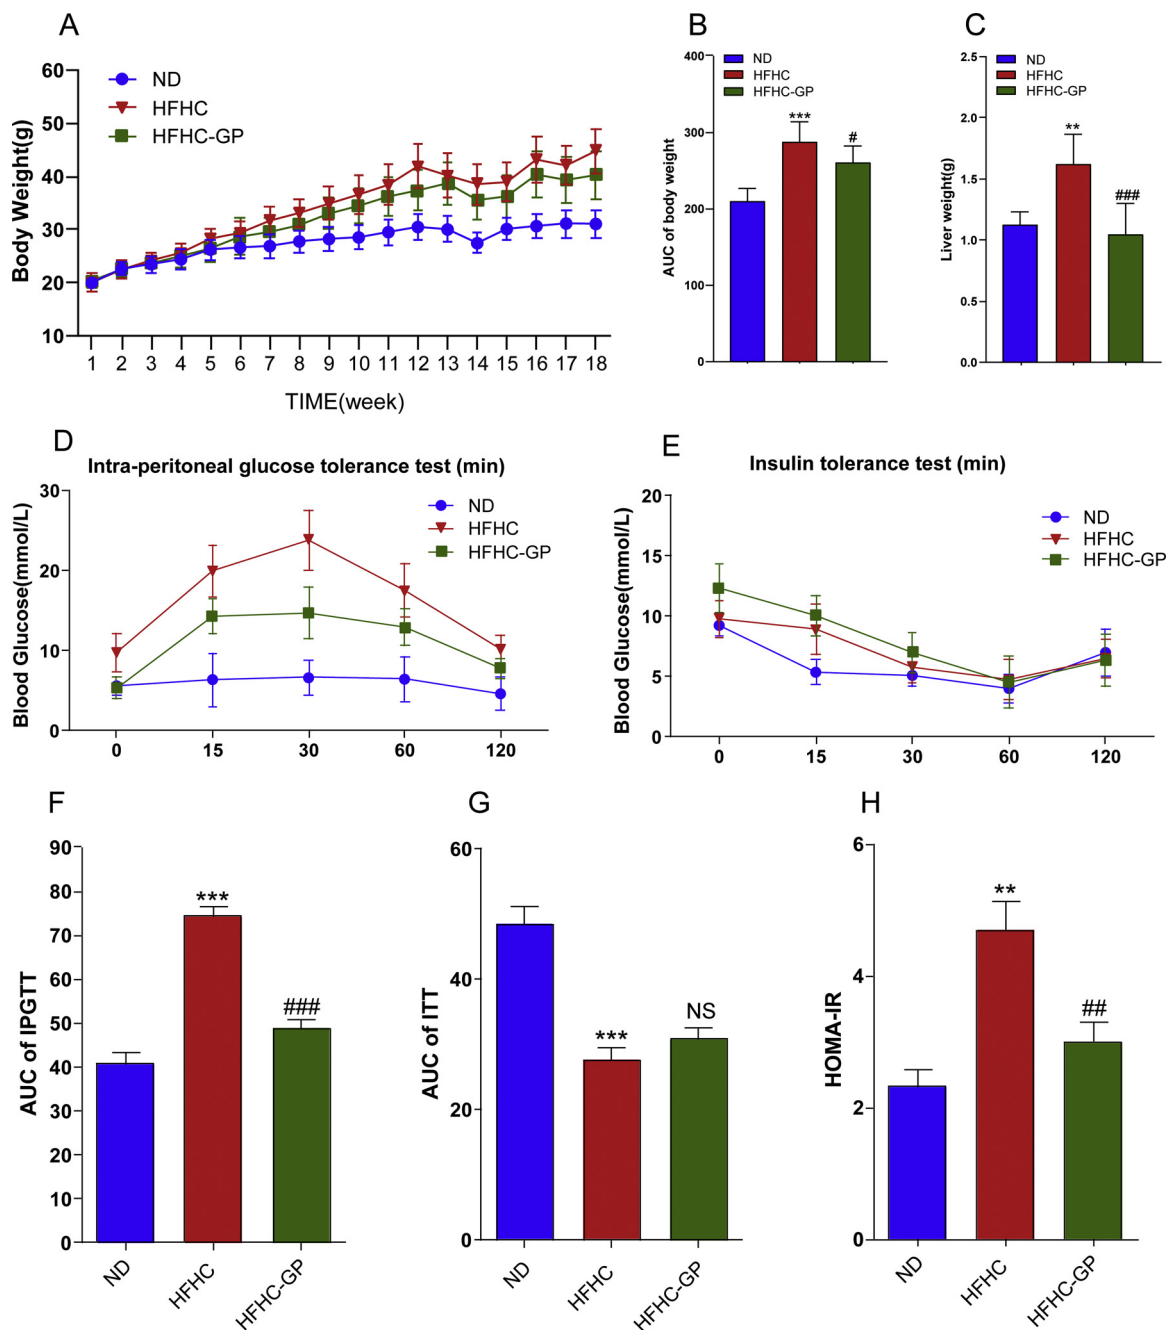 A
Body Weight(g)
60
50
40
30
20
10
ND
HFHC
HFHC-GP
1 2 3 4 5 6 7 8 9 10 11 12 13 14 15 16 17 18
TIME(week)
B
AUC of body weight
400
300
200
100
0
ND
HFHC
HFHC-GP
***
#
C
Liver weight(g)
2.5
2.0
1.5
1.0
0.5
0.0
ND
HFHC
HFHC-GP
**
###
D
Intra-peritoneal glucose tolerance test (min)
Blood Glucose(mmol/L)
30
20
10
0
ND
HFHC
HFHC-GP
0 15 30 60 120
E
Insulin tolerance test (min)
Blood Glucose(mmol/L)
20
15
10
5
0
ND
HFHC
HFHC-GP
0 15 30 60 120
F
AUC of IPGTT
90
80
70
60
50
40
30
20
10
0
***
###
ND
HFHC
HFHC-GP
G
AUC of ITT
60
40
20
0
***
NS
ND
HFHC
HFHC-GP
H
HOMA-IR
6
4
2
0
**
##
ND
HFHC
HFHC-GP